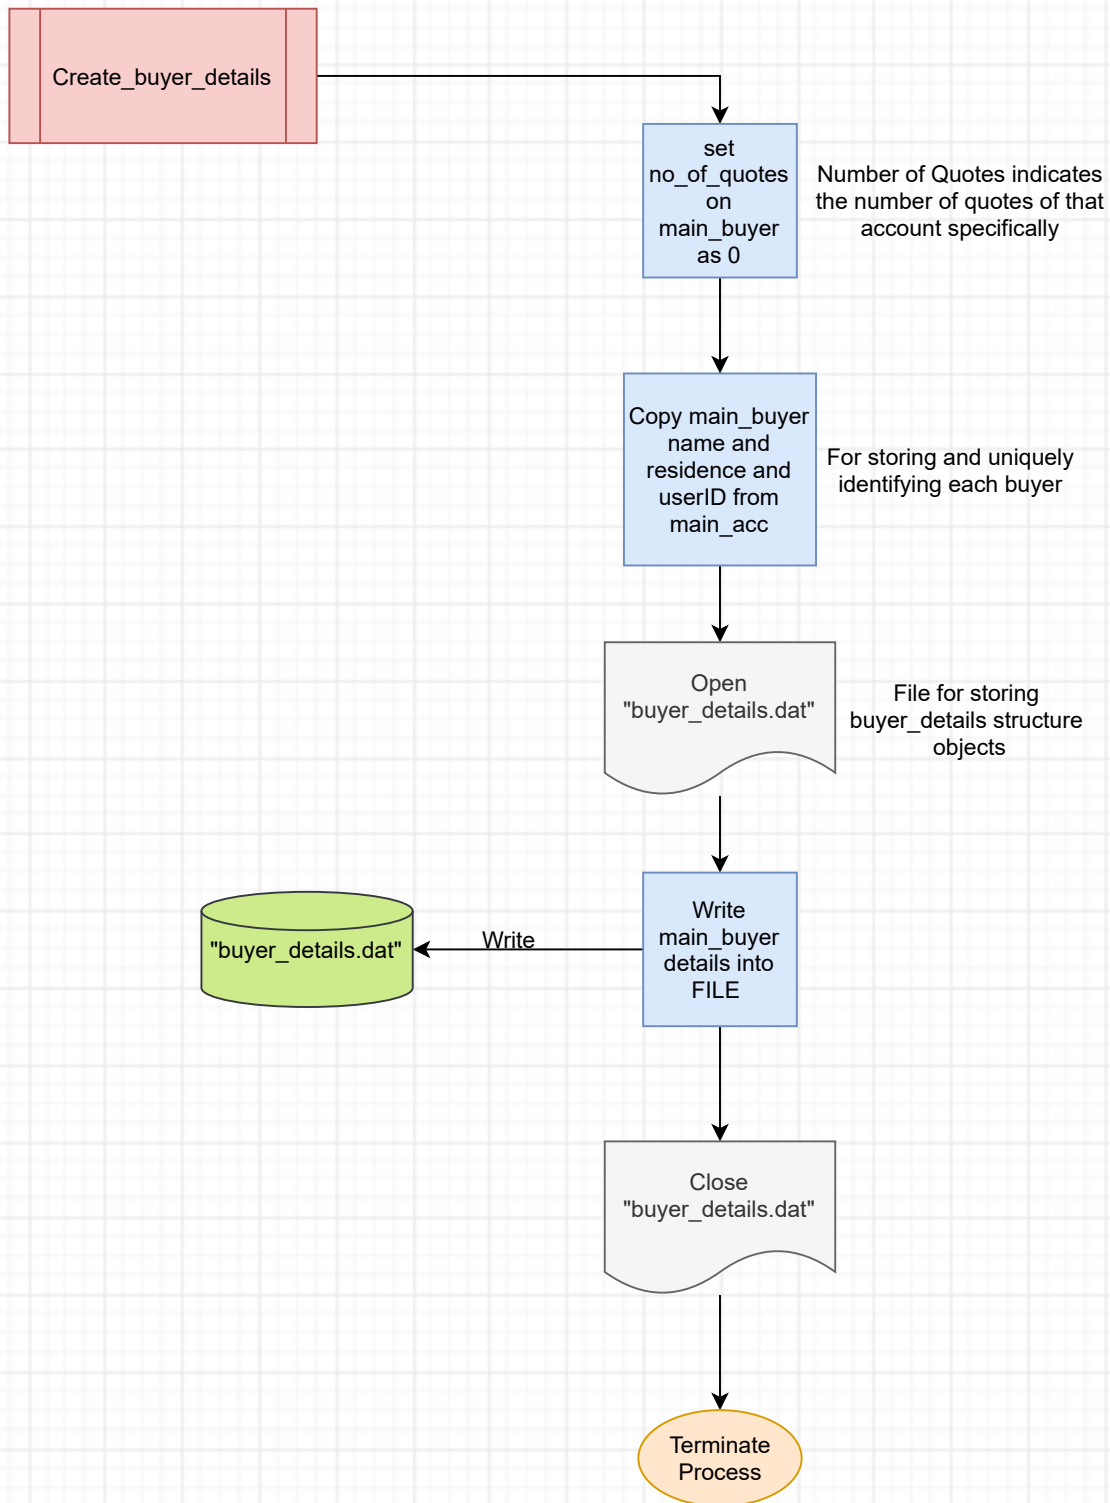 Create_buyer_details
set
no_of_quotes
on
main_buyer
as 0
Number of Quotes indicates
the number of quotes of that
account specifically
Copy main_buyer
name and
residence and
userID from
main_acc
For storing and uniquely
identifying each buyer
Open
"buyer_details.dat"
File for storing
buyer_details structure
objects
Write
main_buyer
details into
FILE
Write
"buyer_details.dat"
Close
"buyer_details.dat"
Terminate
Process